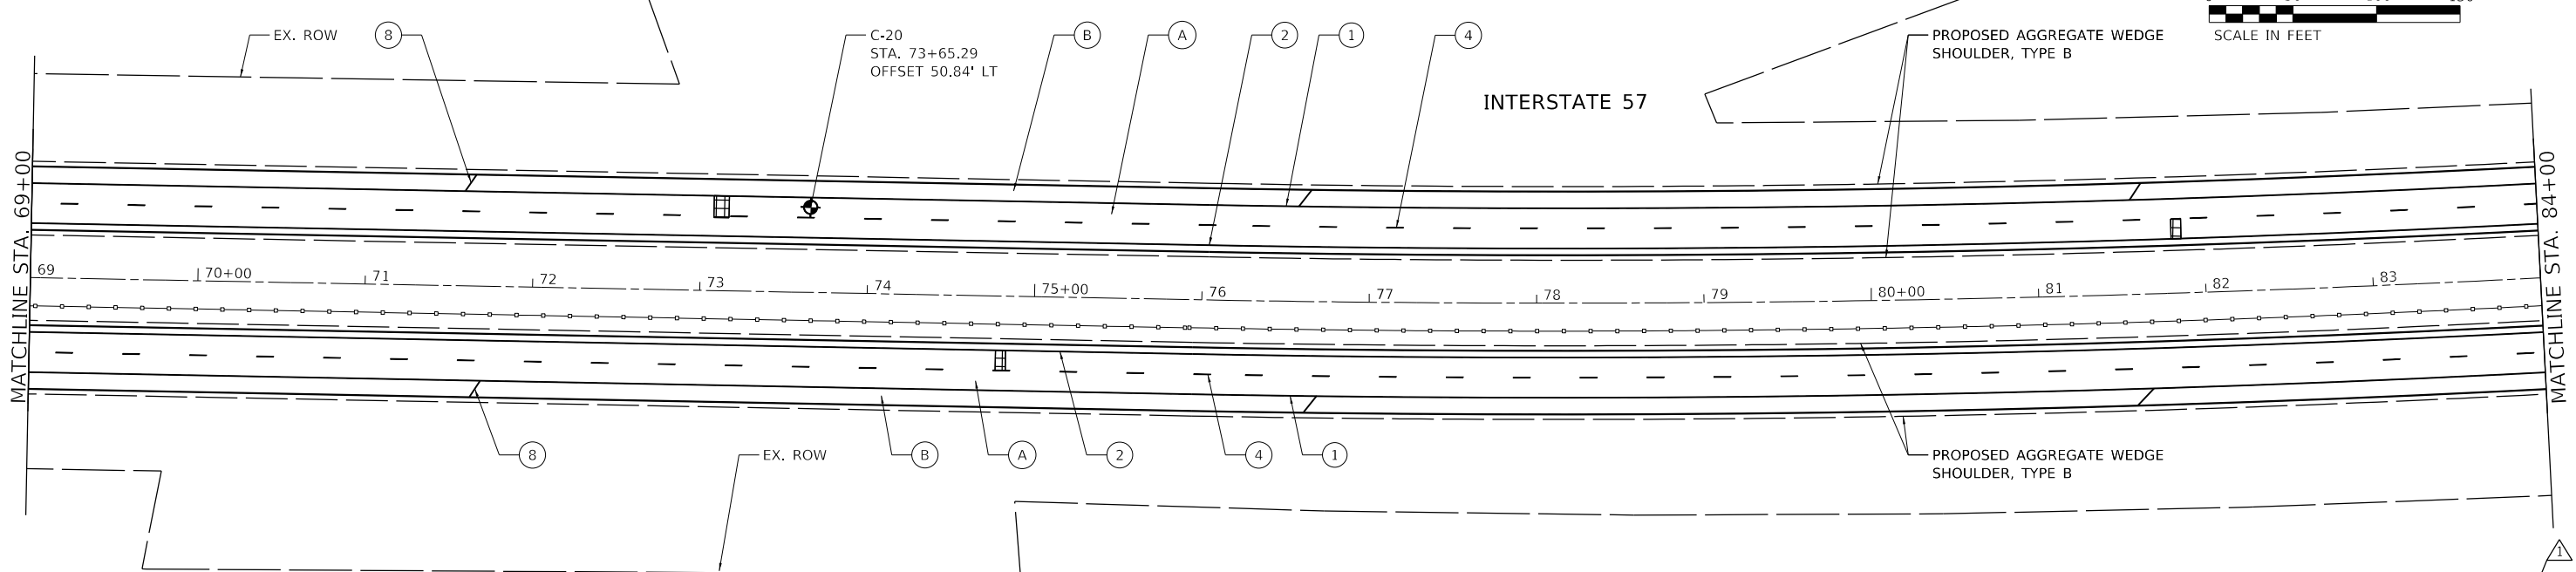 SCALE IN FEET
EX. ROW
8
C-20
STA. 73+65.29
OFFSET 50.84' LT
B
A
2
1
4
PROPOSED AGGREGATE WEDGE
SHOULDER, TYPE B
INTERSTATE 57
MATCHLINE STA. 69+00
MATCHLINE STA. 84+00
69
70+00
71
72
73
74
75+00
76
77
78
79
80+00
81
82
83
8
EX. ROW
B
A
2
4
1
PROPOSED AGGREGATE WEDGE
SHOULDER, TYPE B
1